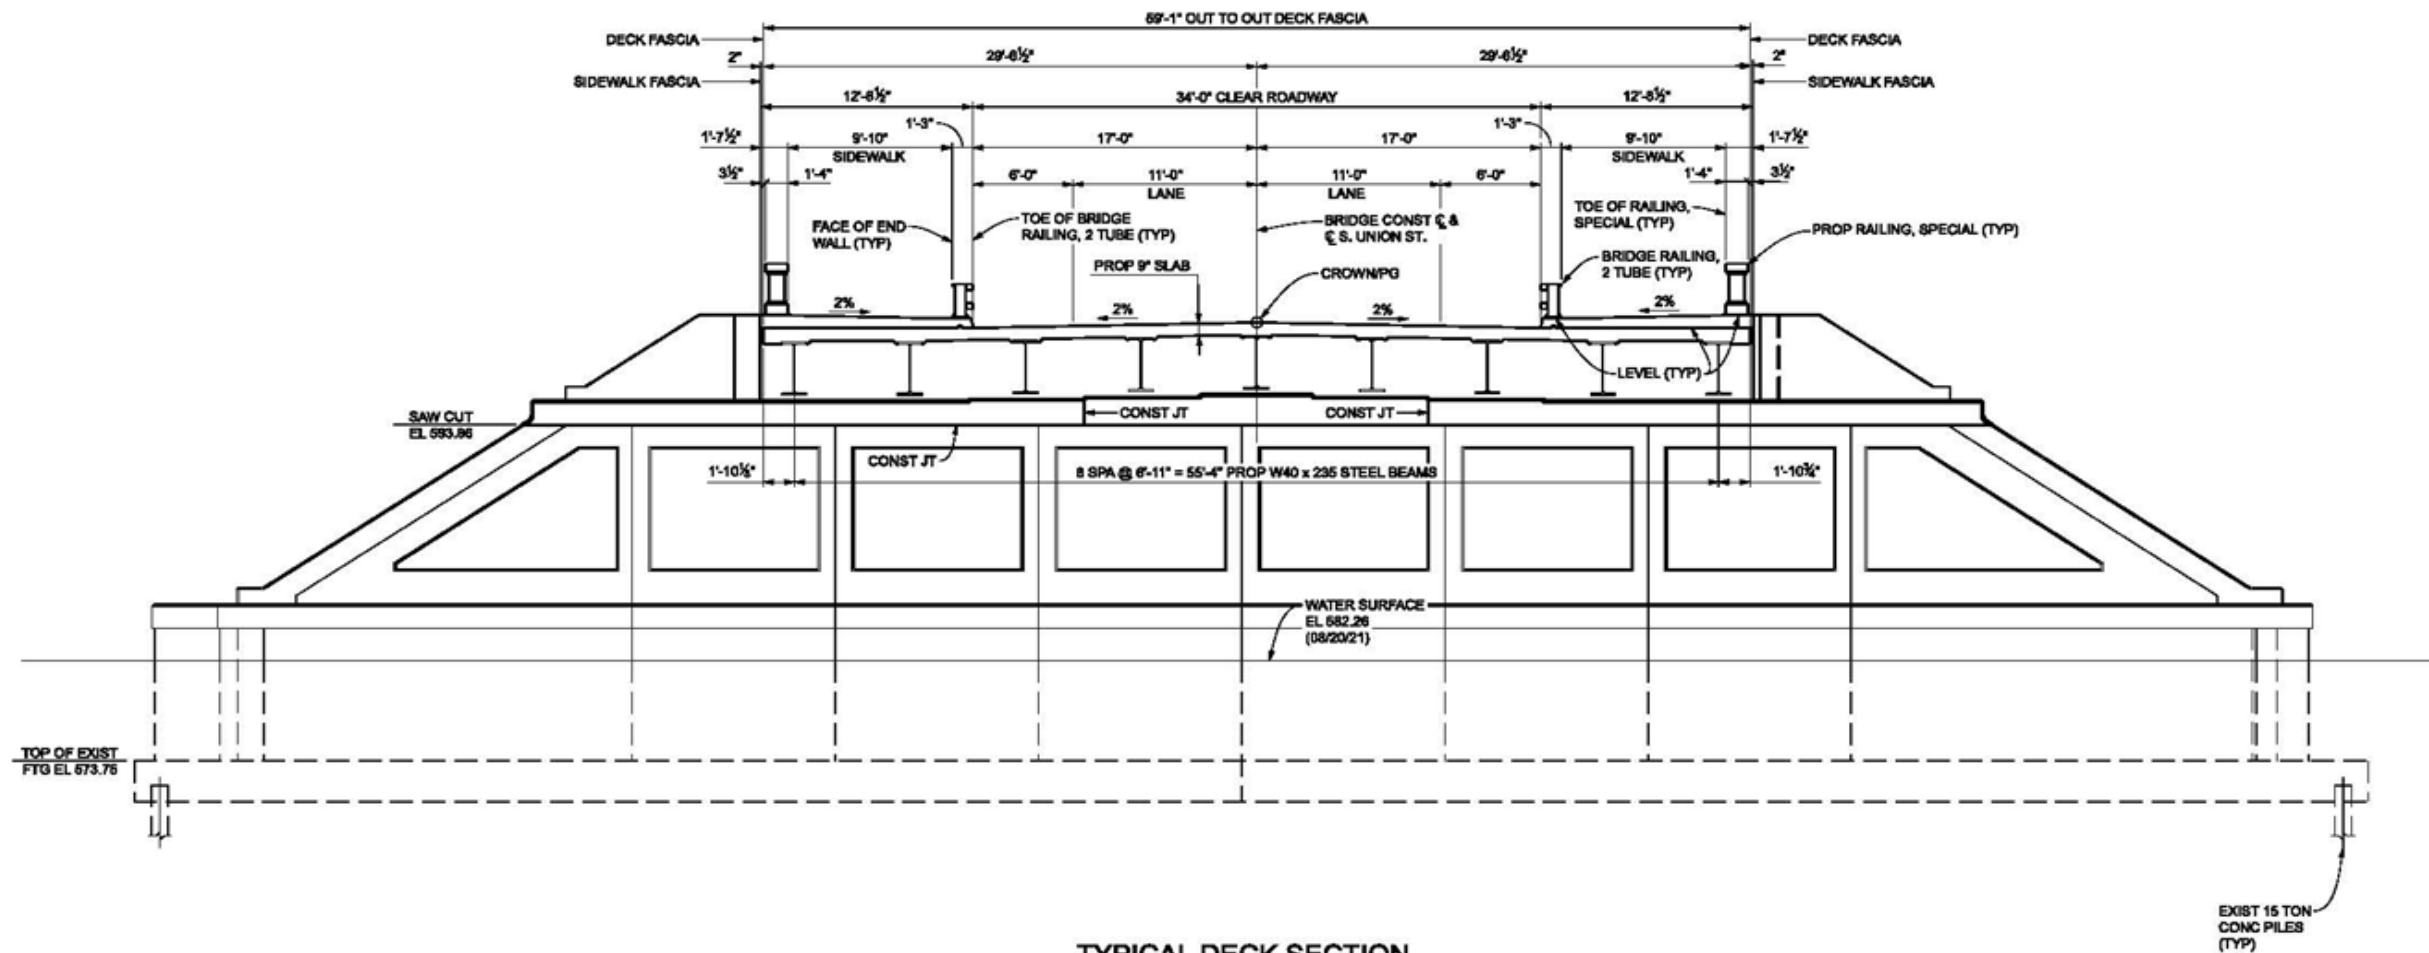 59'-1" OUT TO OUT DECK FASCIA
DECK FASCIA
DECK FASCIA
2"
29'-6½"
29'-6½"
2"
SIDEWALK FASCIA
SIDEWALK FASCIA
12'-6½"
34'-0" CLEAR ROADWAY
12'-6½"
1'-3"
1'-3"
1'-7½"
9'-10"
SIDEWALK
17'-0"
17'-0"
9'-10"
SIDEWALK
1'-7½"
3½"
1'-4"
6'-0"
11'-0"
LANE
11'-0"
LANE
6'-0"
1'-4"
3½"
FACE OF END
WALL (TYP)
TOE OF BRIDGE
RAILING, 2 TUBE (TYP)
BRIDGE CONST ℄ &
℄ S. UNION ST.
TOE OF RAILING,
SPECIAL (TYP)
PROP RAILING, SPECIAL (TYP)
PROP 9" SLAB
CROWN/PG
BRIDGE RAILING,
2 TUBE (TYP)
2%
2%
2%
2%
LEVEL (TYP)
SAW CUT
EL 593.86
CONST JT
CONST JT
CONST JT
8 SPA @ 6'-11" = 55'-4" PROP W40 x 235 STEEL BEAMS
1'-10¾"
WATER SURFACE
EL 582.26
(08/20/21)
TOP OF EXIST
FTG EL 573.75
EXIST 15 TON
CONC PILES
(TYP)
TYPICAL DECK SECTION